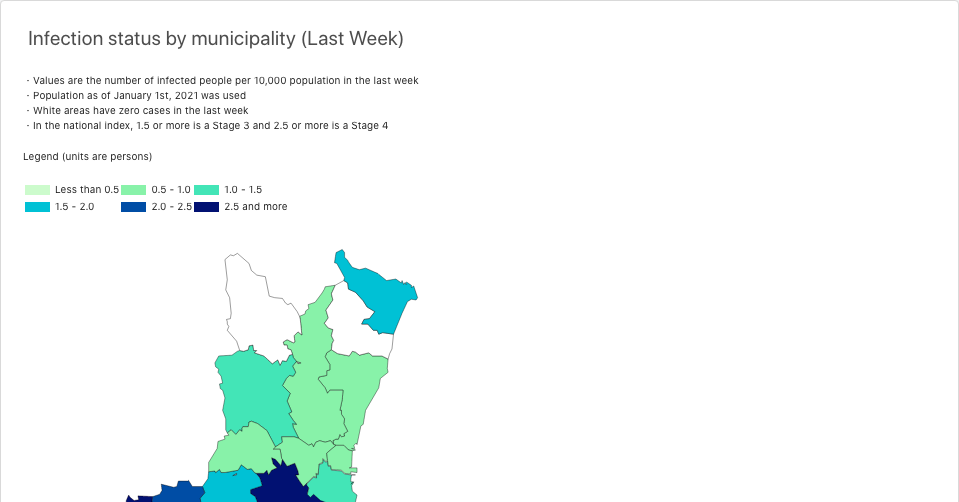 Infection status by municipality (Last Week)
· Values are the number of infected people per 10,000 population in the last week
· Population as of January 1st, 2021 was used
· White areas have zero cases in the last week
· In the national index, 1.5 or more is a Stage 3 and 2.5 or more is a Stage 4
Legend (units are persons)
Less than 0.5 0.5 - 1.0 1.0 - 1.5
1.5 - 2.0 2.0 - 2.5 2.5 and more